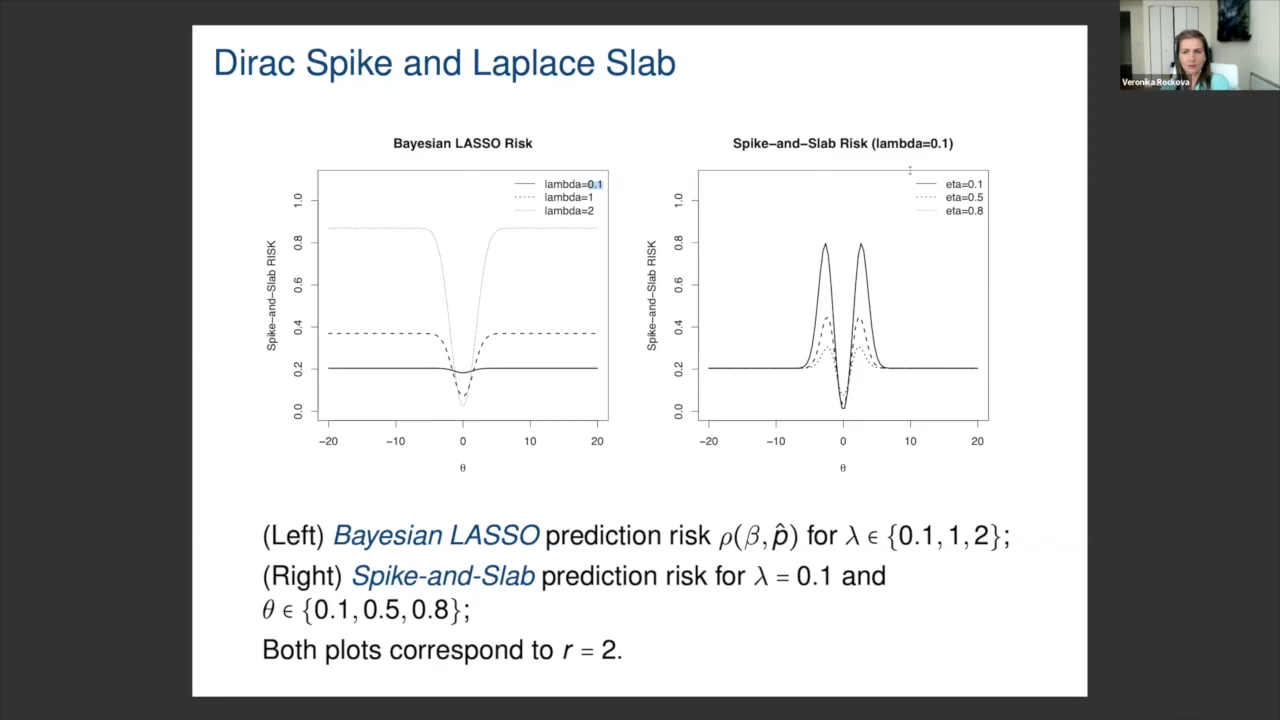 Dirac Spike and Laplace Slab
Veronika Rockova
Bayesian LASSO Risk
Spike−and−Slab RISK
0.0 0.2 0.4 0.6 0.8 1.0
lambda=0.1
lambda=1
lambda=2
−20 −10 0 10 20
θ
Spike−and−Slab Risk (lambda=0.1)
Spike−and−Slab RISK
0.0 0.2 0.4 0.6 0.8 1.0
eta=0.1
eta=0.5
eta=0.8
−20 −10 0 10 20
θ
(Left) Bayesian LASSO prediction risk ρ(β, p̂) for λ ∈ {0.1, 1, 2};
(Right) Spike-and-Slab prediction risk for λ = 0.1 and
θ ∈ {0.1, 0.5, 0.8};
Both plots correspond to r = 2.